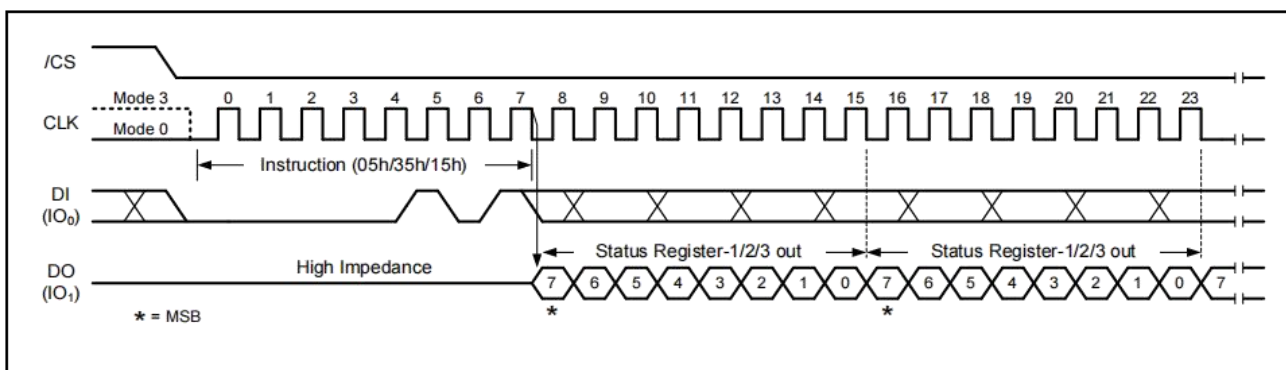 /CS
Mode 3 0 1 2 3 4 5 6 7 8 9 10 11 12 13 14 15 16 17 18 19 20 21 22 23
CLK
Mode 0
Instruction (05h/35h/15h)
DI
(IO₀)
Status Register-1/2/3 out Status Register-1/2/3 out
High Impedance
DO
(IO₁)
7 6 5 4 3 2 1 0 7 6 5 4 3 2 1 0 7
* *
* = MSB